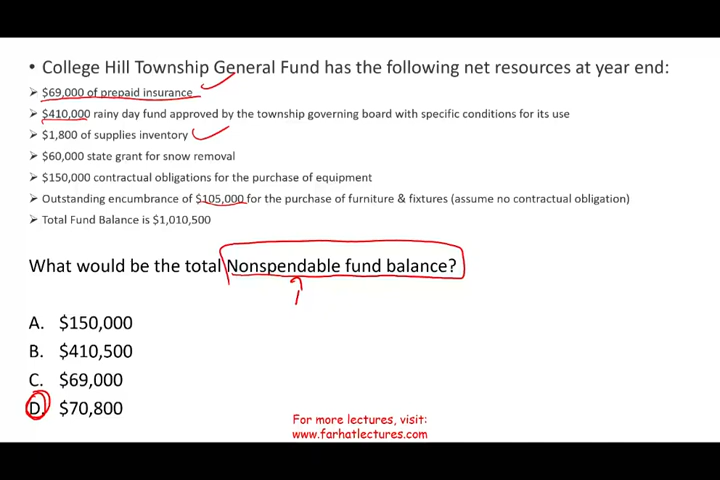 • College Hill Township General Fund has the following net resources at year end:
➢ $69,000 of prepaid insurance
➢ $410,000 rainy day fund approved by the township governing board with specific conditions for its use
➢ $1,800 of supplies inventory
➢ $60,000 state grant for snow removal
➢ $150,000 contractual obligations for the purchase of equipment
➢ Outstanding encumbrance of $105,000 for the purchase of furniture & fixtures (assume no contractual obligation)
➢ Total Fund Balance is $1,010,500
What would be the total Nonspendable fund balance?
A. $150,000
B. $410,500
C. $69,000
D. $70,800
For more lectures, visit:
www.farhatlectures.com